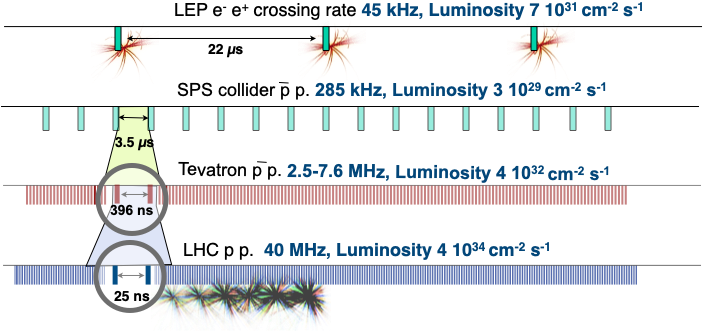 LEP e⁻ e⁺ crossing rate 45 kHz, Luminosity 7 10³¹ cm⁻² s⁻¹
22 µs
SPS collider p̅ p. 285 kHz, Luminosity 3 10²⁹ cm⁻² s⁻¹
3.5 µs
Tevatron p̅ p. 2.5-7.6 MHz, Luminosity 4 10³² cm⁻² s⁻¹
396 ns
LHC p p. 40 MHz, Luminosity 4 10³⁴ cm⁻² s⁻¹
25 ns